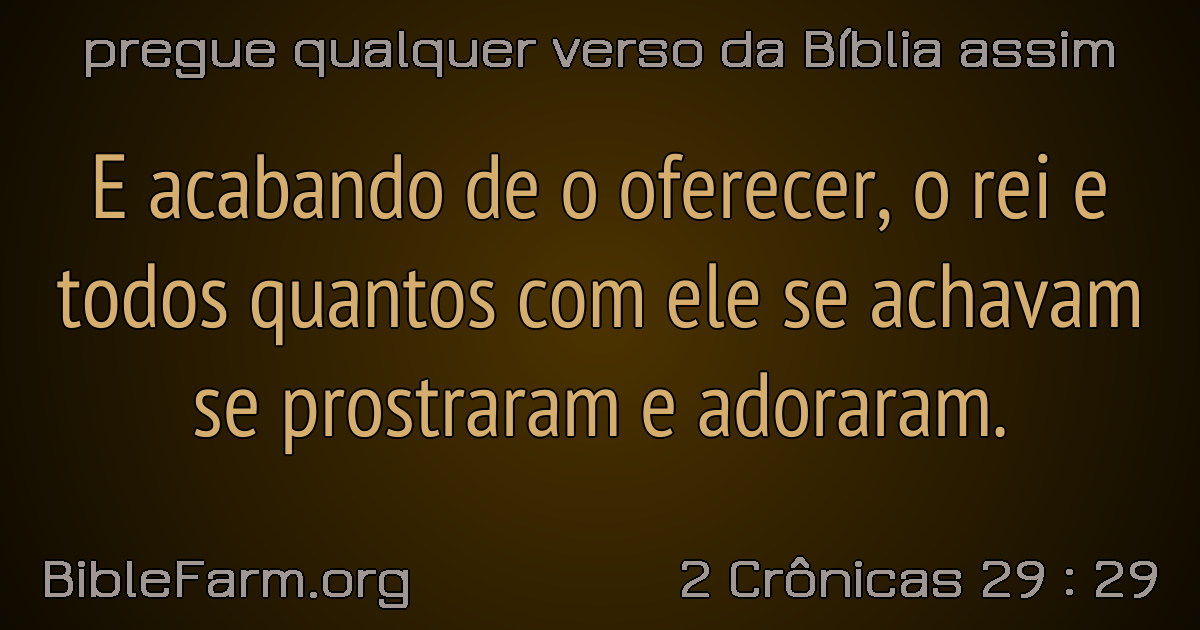 pregue qualquer verso da Bíblia assim
E acabando de o oferecer, o rei e
todos quantos com ele se achavam
se prostraram e adoraram.
BibleFarm.org
2 Crônicas 29 : 29